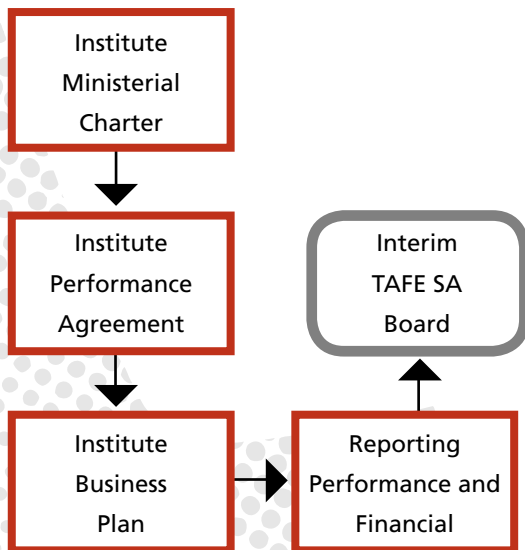 Institute
Ministerial
Charter
Institute
Performance
Agreement
Interim
TAFE SA
Board
Institute
Business
Plan
Reporting
Performance and
Financial